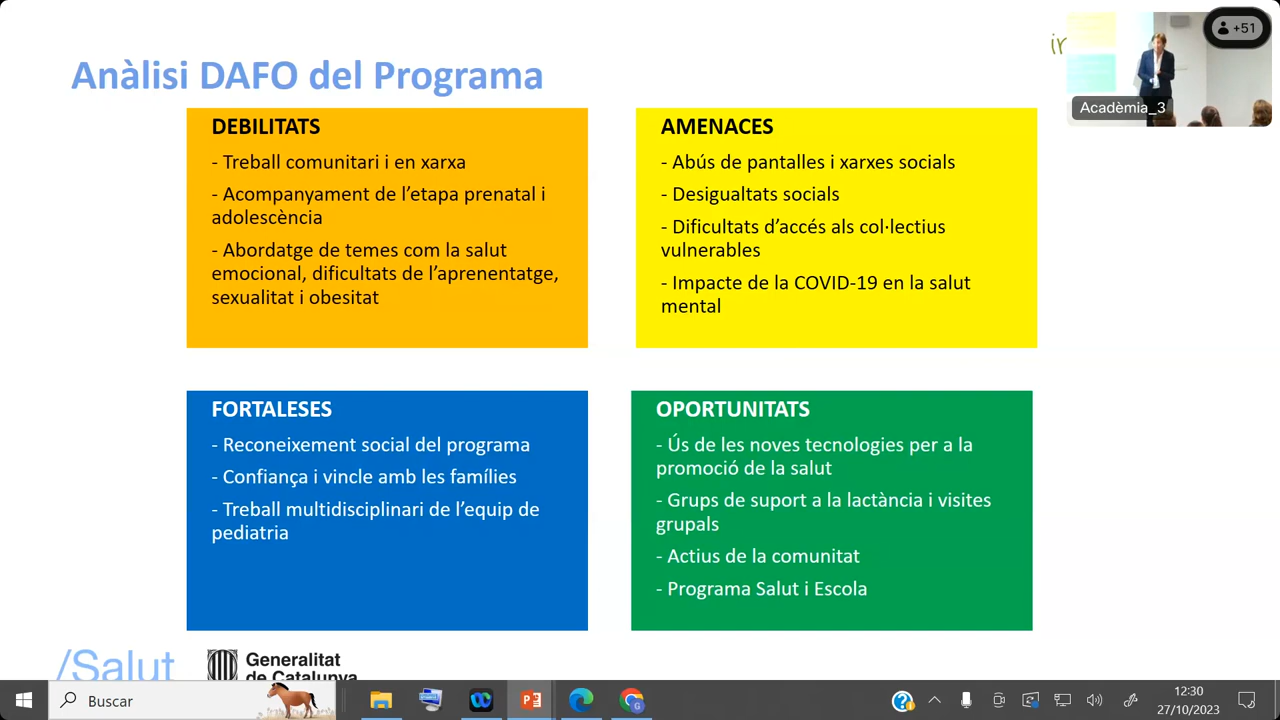 Anàlisi DAFO del Programa
+51
Acadèmia_3
DEBILITATS
- Treball comunitari i en xarxa
- Acompanyament de l’etapa prenatal i
adolescència
- Abordatge de temes com la salut
emocional, dificultats de l’aprenentatge,
sexualitat i obesitat
AMENACES
- Abús de pantalles i xarxes socials
- Desigualtats socials
- Dificultats d’accés als col·lectius
vulnerables
- Impacte de la COVID-19 en la salut
mental
FORTALESES
- Reconeixement social del programa
- Confiança i vincle amb les famílies
- Treball multidisciplinari de l’equip de
pediatria
OPORTUNITATS
- Ús de les noves tecnologies per a la
promoció de la salut
- Grups de suport a la lactància i visites
grupals
- Actius de la comunitat
- Programa Salut i Escola
/Salut
Generalitat
de Catalunya
Buscar
12:30
27/10/2023